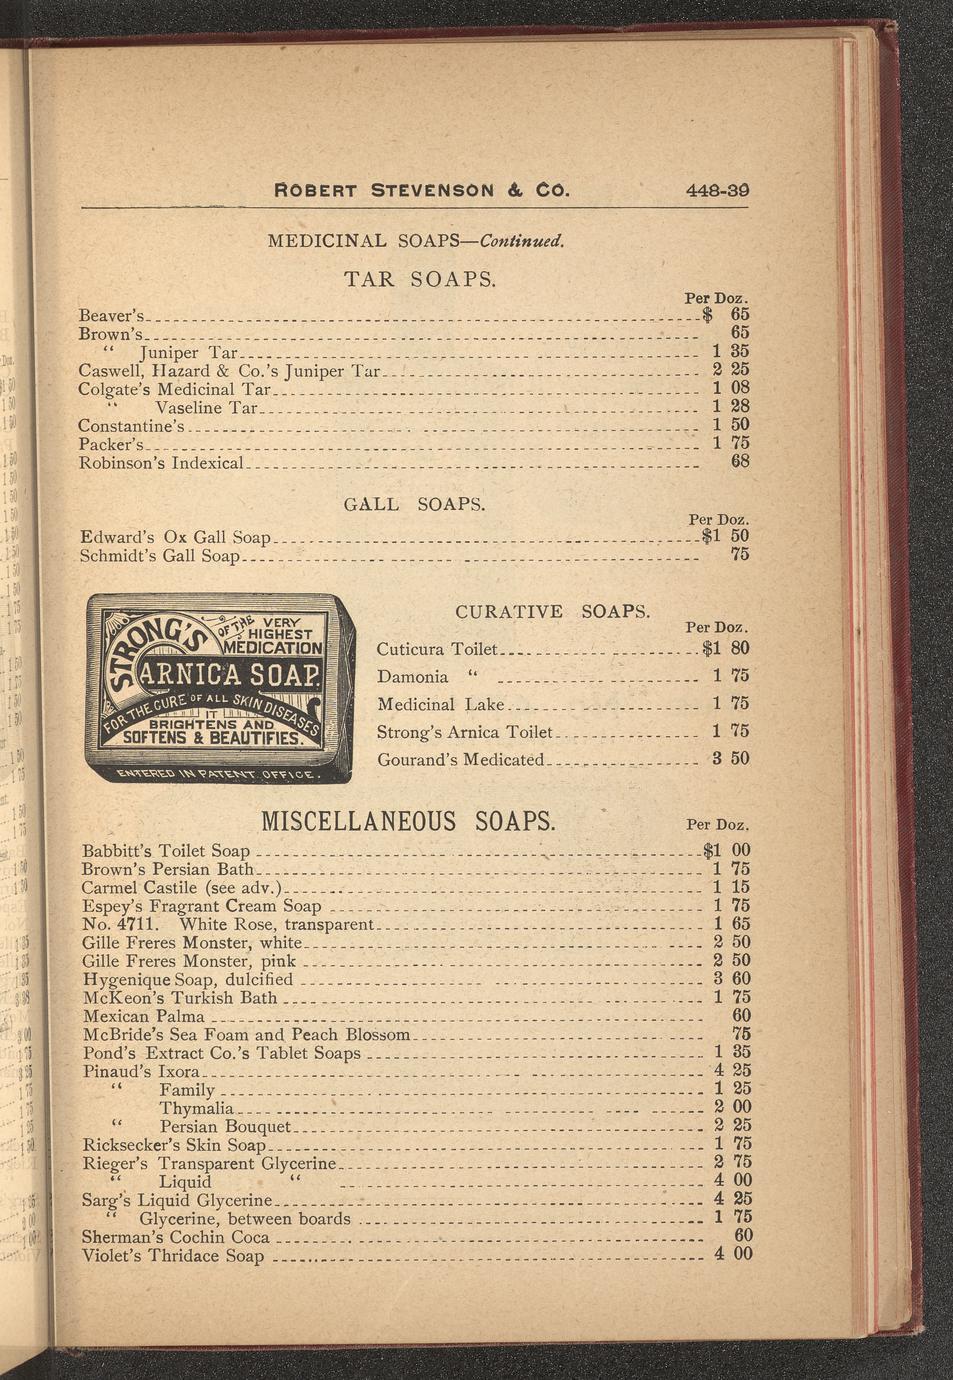 ROBERT STEVENSON & CO. 448-39
MEDICINAL SOAPS—Continued.
TAR SOAPS.
Per Doz.
Beaver's $ 65
Brown's 65
“ Juniper Tar 1 35
Caswell, Hazard & Co.'s Juniper Tar 2 25
Colgate's Medicinal Tar 1 08
“ Vaseline Tar 1 28
Constantine's 1 50
Packer's 1 75
Robinson's Indexical 68
GALL SOAPS.
Per Doz.
Edward's Ox Gall Soap $1 50
Schmidt's Gall Soap 75
STRONG'S
OF THE VERY
HIGHEST
MEDICATION
ARNICA SOAP.
FOR THE CURE OF ALL SKIN DISEASES
IT
BRIGHTENS AND
SOFTENS & BEAUTIFIES.
ENTERED IN PATENT OFFICE.
CURATIVE SOAPS.
Per Doz.
Cuticura Toilet $1 80
Damonia “ 1 75
Medicinal Lake 1 75
Strong's Arnica Toilet 1 75
Gourand's Medicated 3 50
MISCELLANEOUS SOAPS.
Per Doz.
Babbitt's Toilet Soap $1 00
Brown's Persian Bath 1 75
Carmel Castile (see adv.) 1 15
Espey's Fragrant Cream Soap 1 75
No. 4711. White Rose, transparent 1 65
Gille Freres Monster, white 2 50
Gille Freres Monster, pink 2 50
Hygenique Soap, dulcified 3 60
McKeon's Turkish Bath 1 75
Mexican Palma 60
McBride's Sea Foam and Peach Blossom 75
Pond's Extract Co.'s Tablet Soaps 1 35
Pinaud's Ixora 4 25
“ Family 1 25
Thymalia 2 00
“ Persian Bouquet 2 25
Ricksecker's Skin Soap 1 75
Rieger's Transparent Glycerine 2 75
“ Liquid “ 4 00
Sarg's Liquid Glycerine 4 25
“ Glycerine, between boards 1 75
Sherman's Cochin Coca 60
Violet's Thridace Soap 4 00